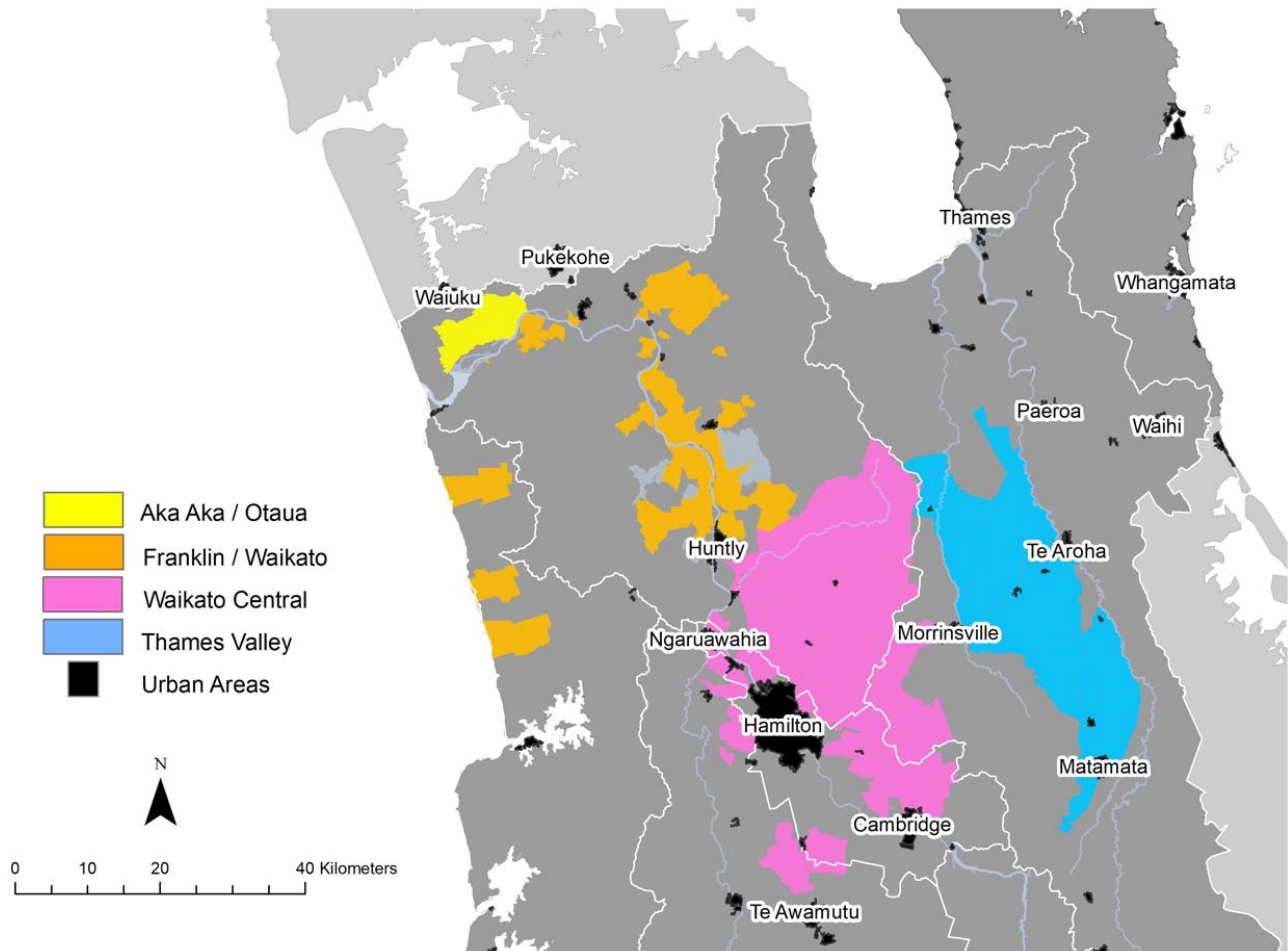 Thames
Pukekohe
Whangamata
Waiuku
Paeroa
Waihi
Aka Aka / Otaua
Franklin / Waikato
Waikato Central
Thames Valley
Urban Areas
Huntly
Te Aroha
Ngaruawahia
Morrinsville
Hamilton
Matamata
N
Cambridge
0 10 20 40 Kilometers
Te Awamutu